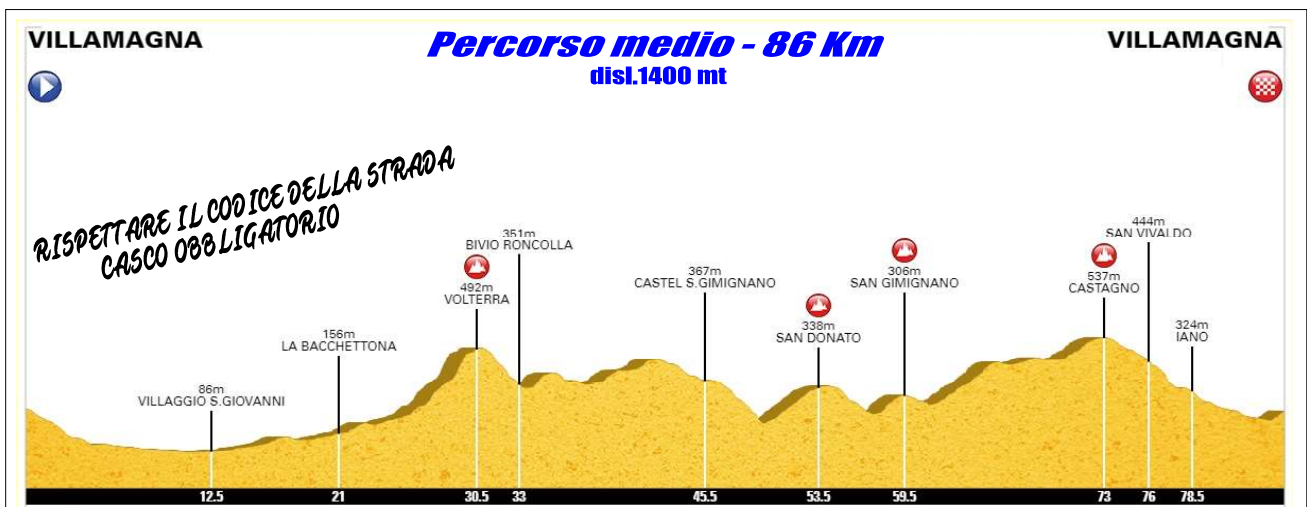 VILLAMAGNA
Percorso medio - 86 Km
VILLAMAGNA
disl.1400 mt
RISPETTARE IL CODICE DELLA STRADA
CASCO OBBLIGATORIO
86m
VILLAGGIO S.GIOVANNI
156m
LA BACCHETTONA
492m
VOLTERRA
351m
BIVIO RONCOLLA
367m
CASTEL S.GIMIGNANO
338m
SAN DONATO
306m
SAN GIMIGNANO
537m
CASTAGNO
444m
SAN VIVALDO
324m
IANO
12.5 21 30.5 33 45.5 53.5 59.5 73 76 78.5